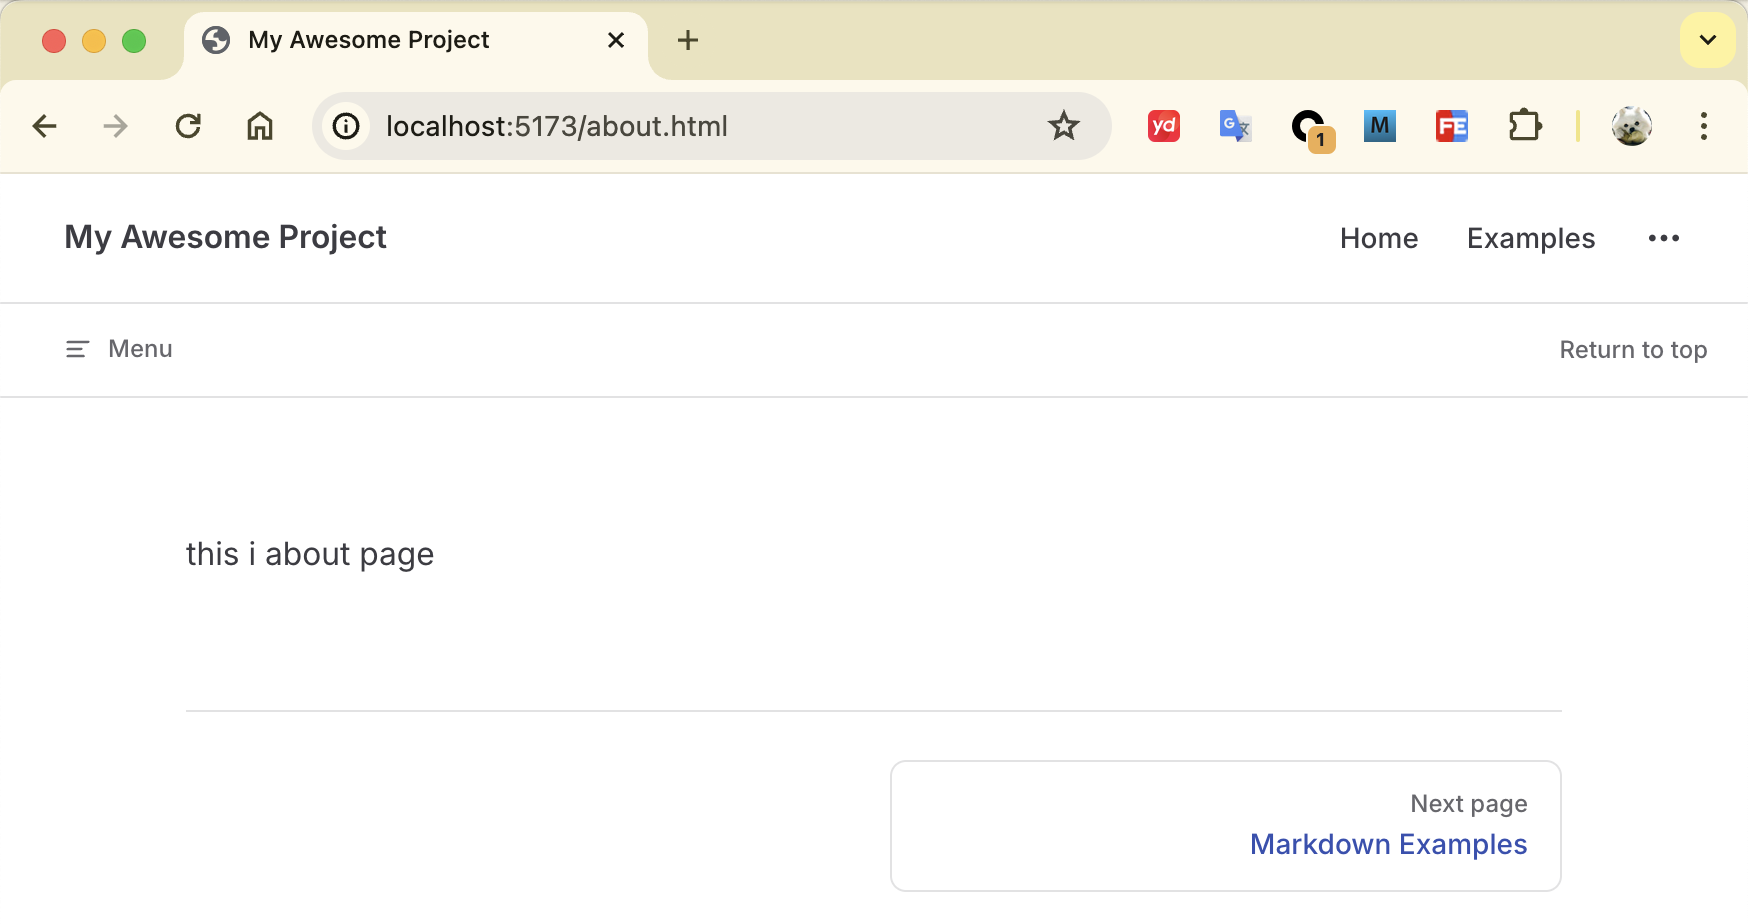 My Awesome Project
localhost:5173/about.html
yd
G
1
M
FE
My Awesome Project
Home Examples
Menu
Return to top
this i about page
Next page
Markdown Examples